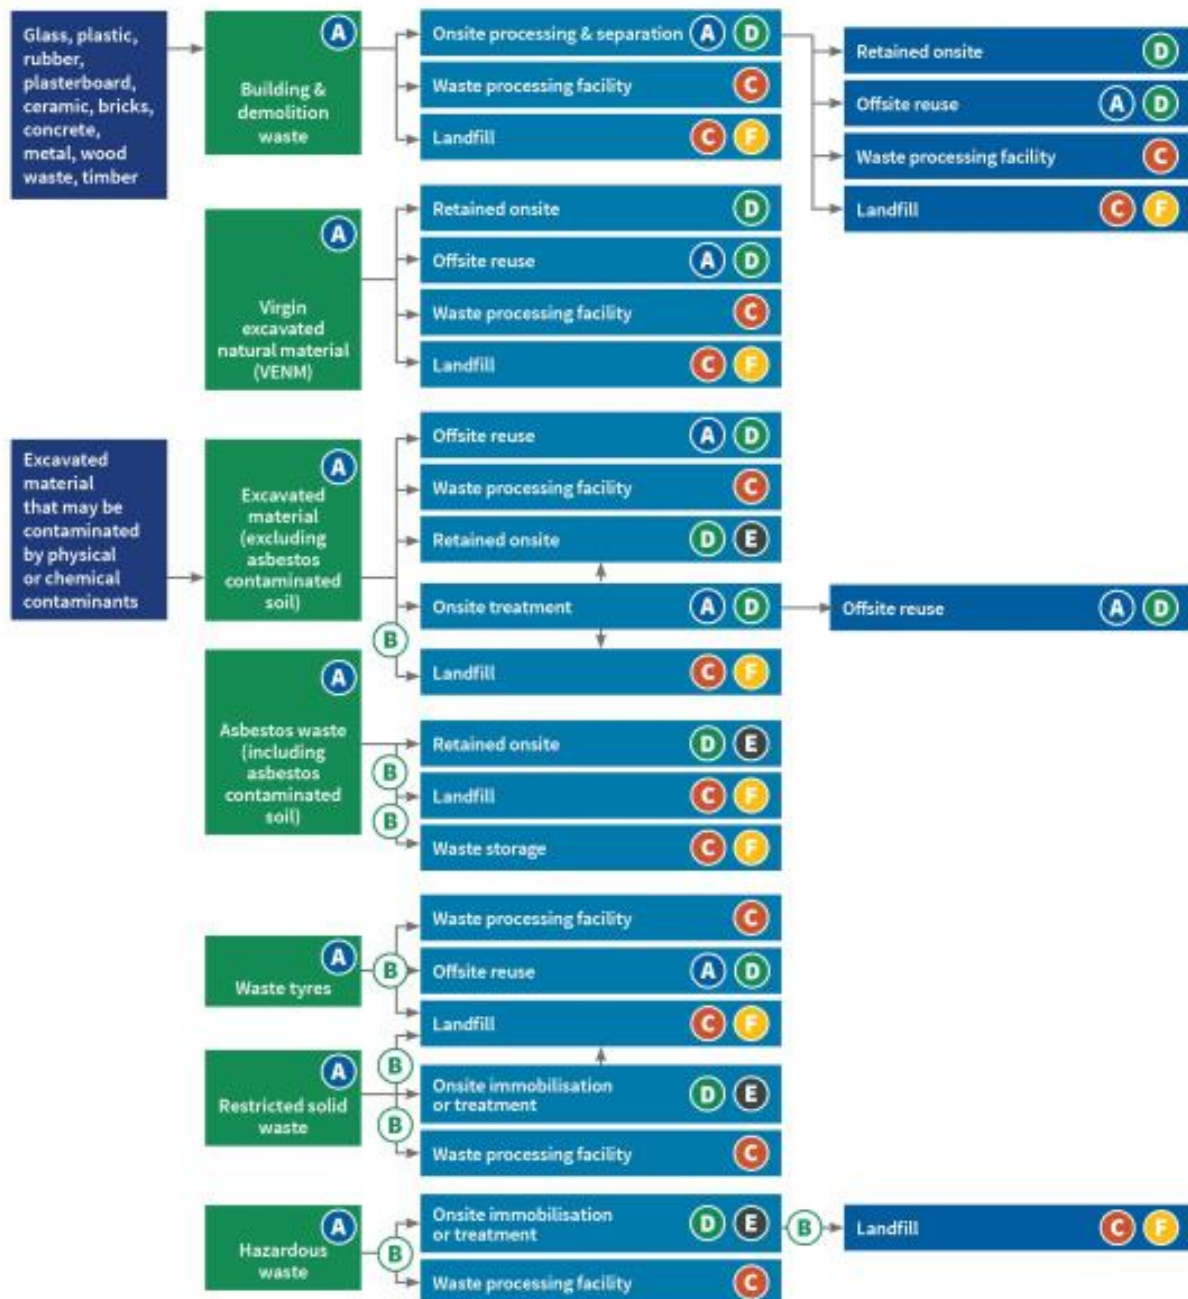 Glass, plastic,
rubber,
plasterboard,
ceramic, bricks,
concrete,
metal, wood
waste, timber
A
Building &
demolition
waste
Onsite processing & separation A D
Waste processing facility C
Landfill C F
Retained onsite D
Offsite reuse A D
Waste processing facility C
Landfill C F
A
Virgin
excavated
natural material
(VENM)
Retained onsite D
Offsite reuse A D
Waste processing facility C
Landfill C F
Excavated
material
that may be
contaminated
by physical
or chemical
contaminants
A
Excavated
material
(excluding
asbestos
contaminated
soil)
Offsite reuse A D
Waste processing facility C
Retained onsite D E
Onsite treatment A D
Offsite reuse A D
B
Landfill C F
A
Asbestos waste
(including
asbestos
contaminated
soil)
Retained onsite D E
B
Landfill C F
B
Waste storage C F
A
Waste tyres
B
Waste processing facility C
Offsite reuse A D
Landfill C F
A
Restricted solid
waste
B
Onsite immobilisation
or treatment D E
B
Waste processing facility C
A
Hazardous
waste
B
Onsite immobilisation
or treatment D E
B
Landfill C F
Waste processing facility C